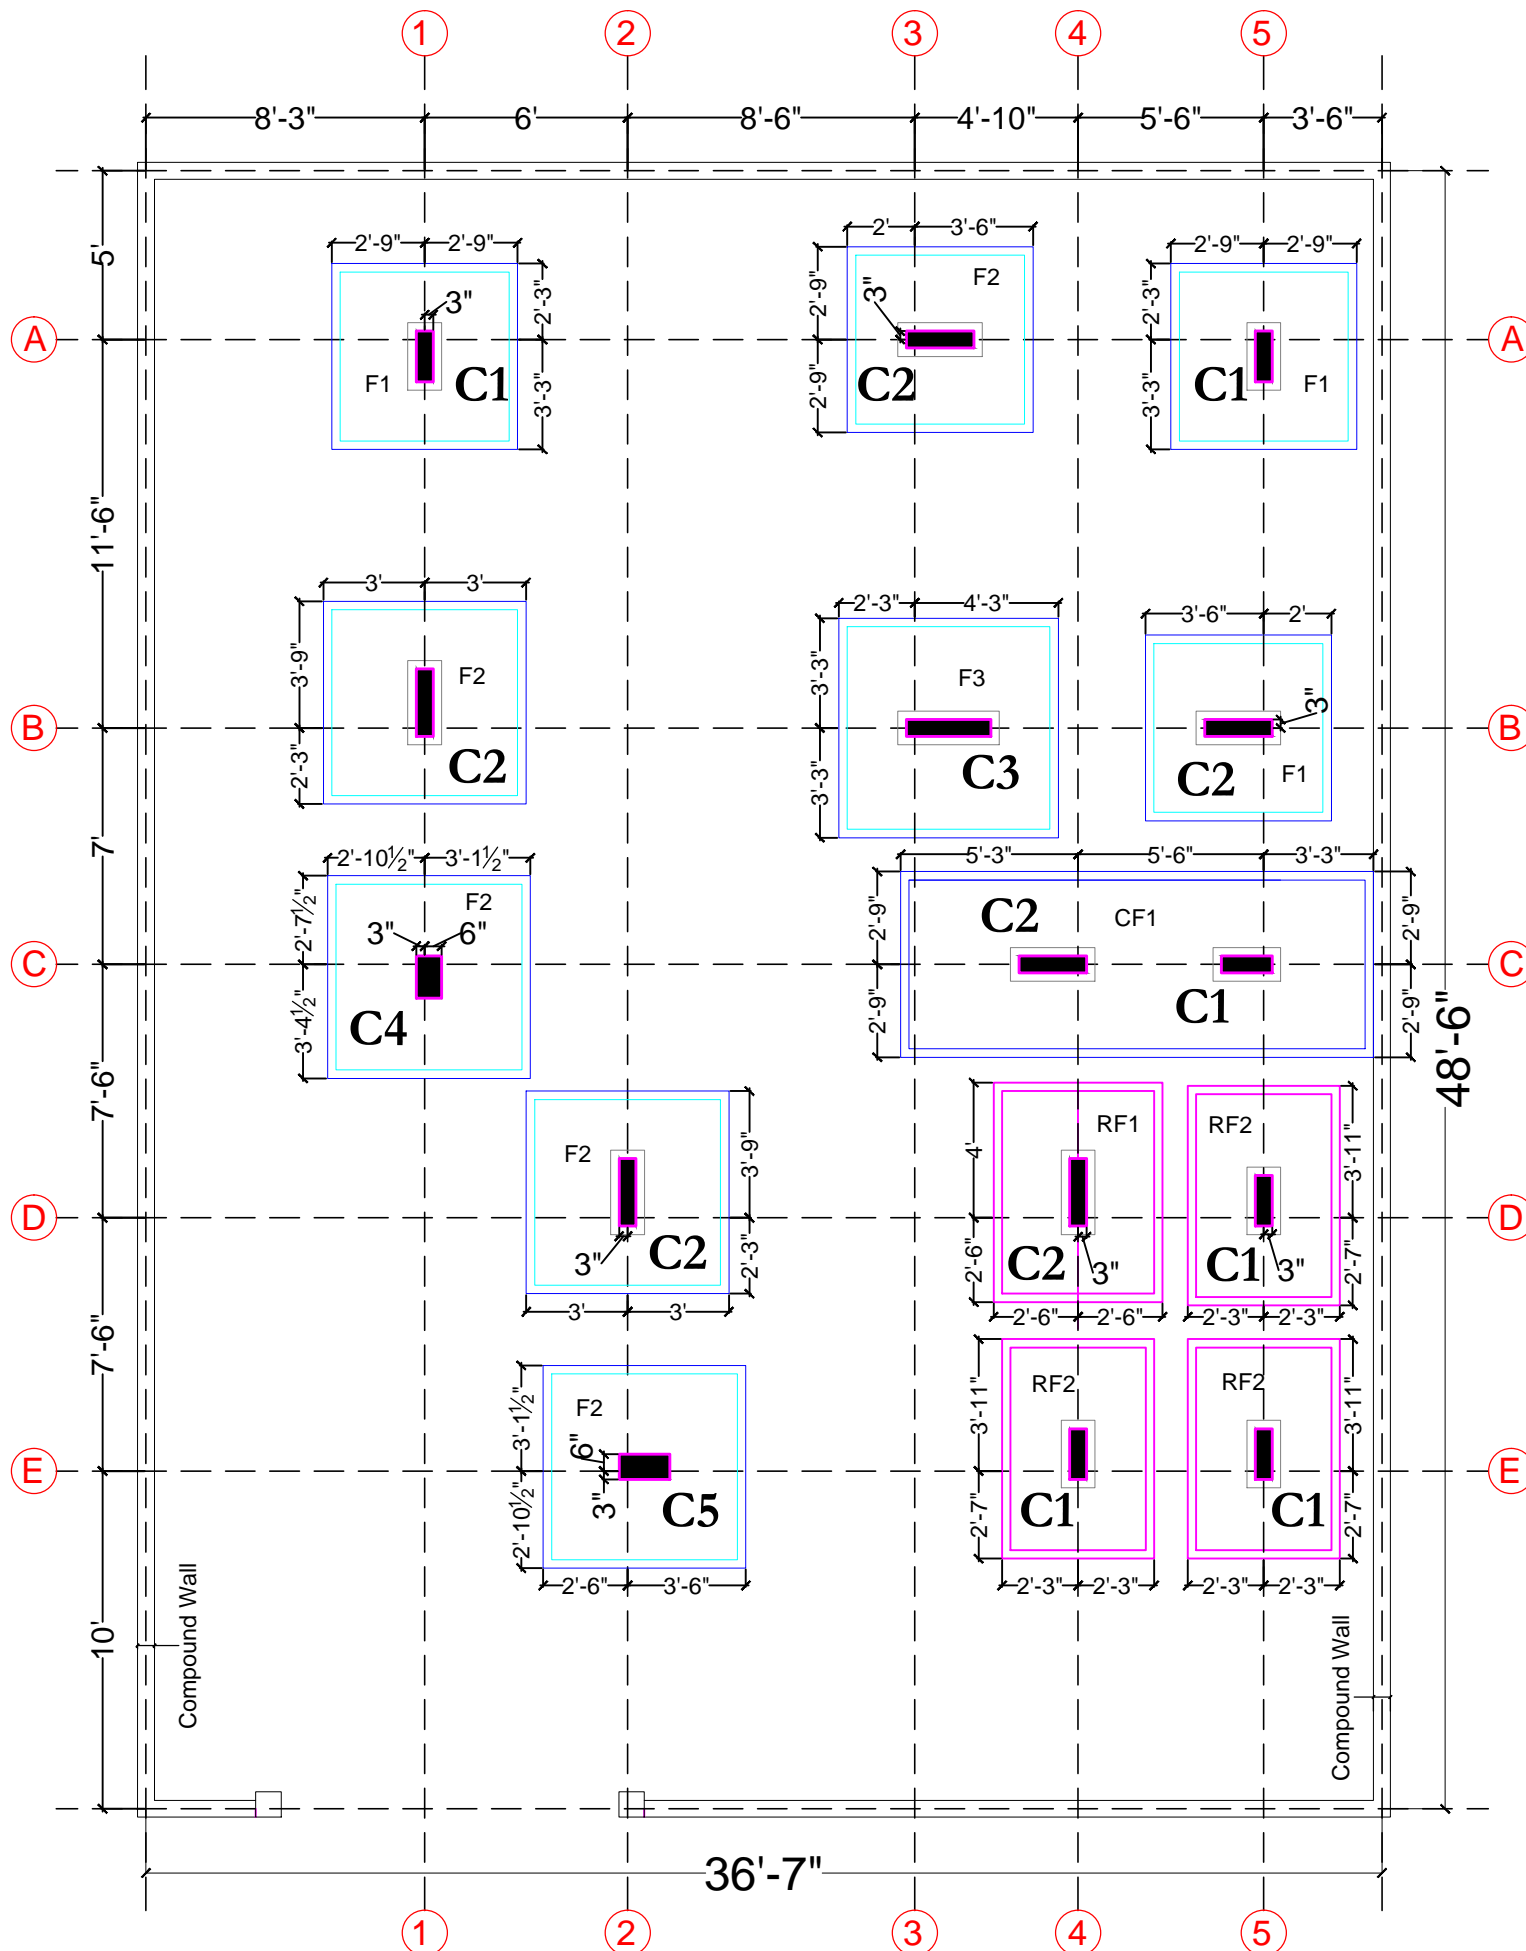 1 2 3 4 5
8'-3" 6' 8'-6" 4'-10" 5'-6" 3'-6"
5'
2'-9" 2'-9"
2'-3"
3"
A
F1
C1
3'-3"
2' 3'-6"
2'-9"
3"
F2
C2
2'-9"
2'-9" 2'-9"
2'-3"
C1
F1
3'-3"
A
11'-6"
3' 3'
3'-9"
F2
B
2'-3"
C2
2'-3" 4'-3"
3'-3"
F3
C3
3'-3"
3'-6" 2'
3"
C2
F1
B
7'
2'-10½" 3'-1½"
2'-7½"
F2
3" 6"
C
C4
3'-4½"
5'-3" 5'-6" 3'-3"
2'-9"
C2
CF1
2'-9"
C1
2'-9"
2'-9"
C
48'-6"
7'-6"
F2
3'-9"
D
C2
3"
2'-3"
3' 3'
4'
RF1
C2
3"
2'-6"
2'-6" 2'-6"
RF2
3'-11"
C1
3"
2'-7"
2'-3" 2'-3"
D
7'-6"
3'-1½"
F2
6"
E
3"
C5
2'-10½"
2'-6" 3'-6"
3'-11"
RF2
C1
2'-7"
2'-3" 2'-3"
RF2
3'-11"
C1
2'-7"
2'-3" 2'-3"
E
10'
Compound Wall
Compound Wall
36'-7"
1 2 3 4 5